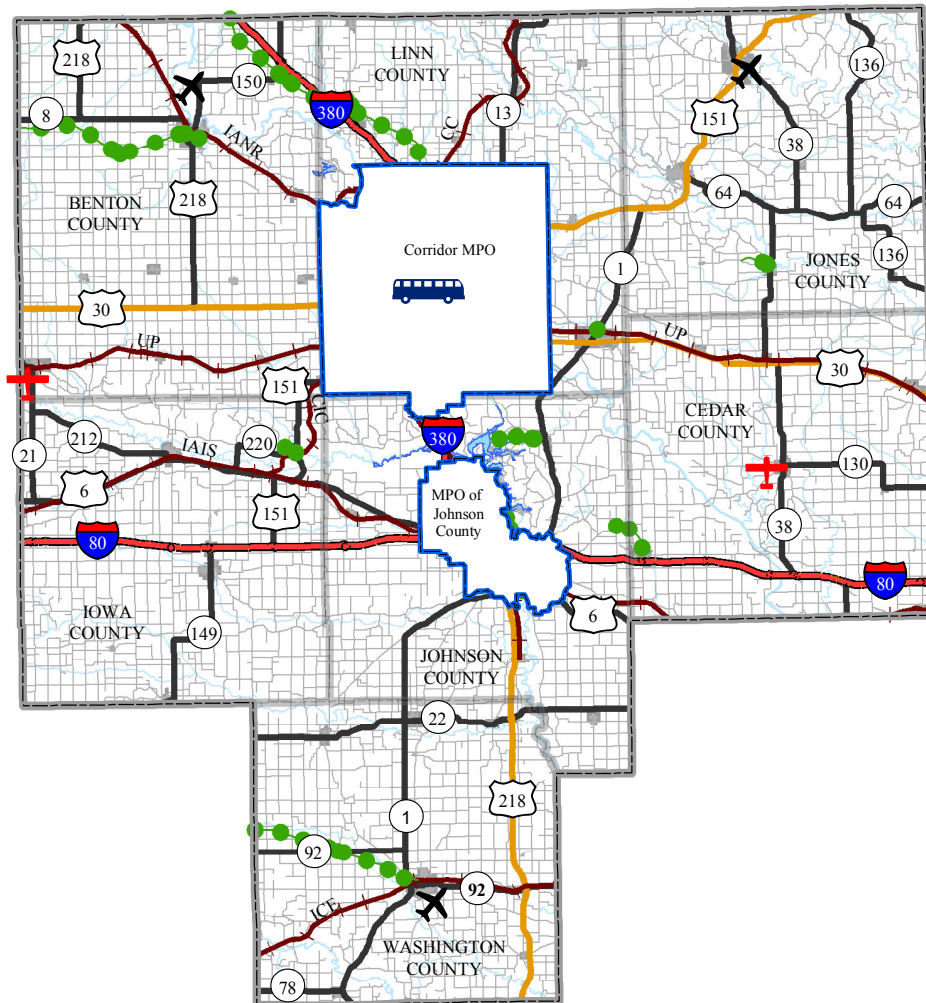 LINN
COUNTY
218
150
136
380
13
151
8
CC
38
IANR
BENTON
COUNTY
218
64
64
Corridor MPO
1
136
JONES
COUNTY
30
UP
UP
151
30
CIC
CEDAR
COUNTY
212
220
380
21
IAIS
6
130
MPO of
Johnson
County
151
38
80
80
6
IOWA
COUNTY
149
JOHNSON
COUNTY
22
218
1
92
92
ICE
WASHINGTON
COUNTY
78